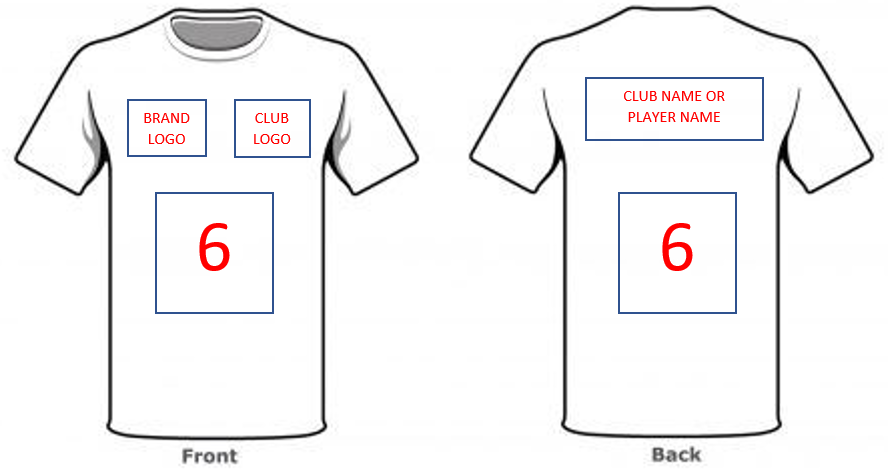 BRAND
LOGO
CLUB
LOGO
6
Front
CLUB NAME OR
PLAYER NAME
6
Back